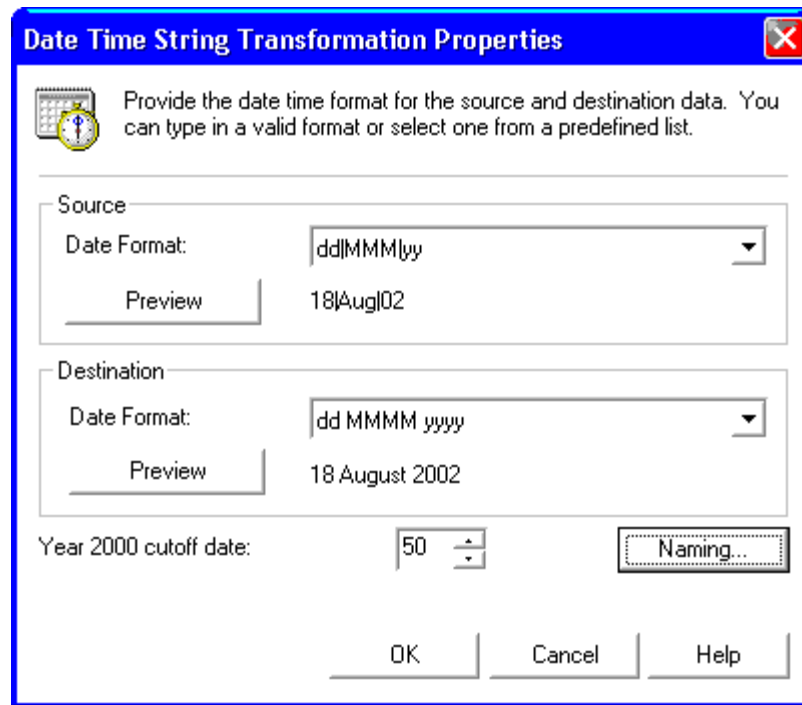 Date Time String Transformation Properties
Provide the date time format for the source and destination data. You
can type in a valid format or select one from a predefined list.
Source
Date Format: dd|MMM|yy
Preview 18|Aug|02
Destination
Date Format: dd MMMM yyyy
Preview 18 August 2002
Year 2000 cutoff date: 50 Naming...
OK Cancel Help